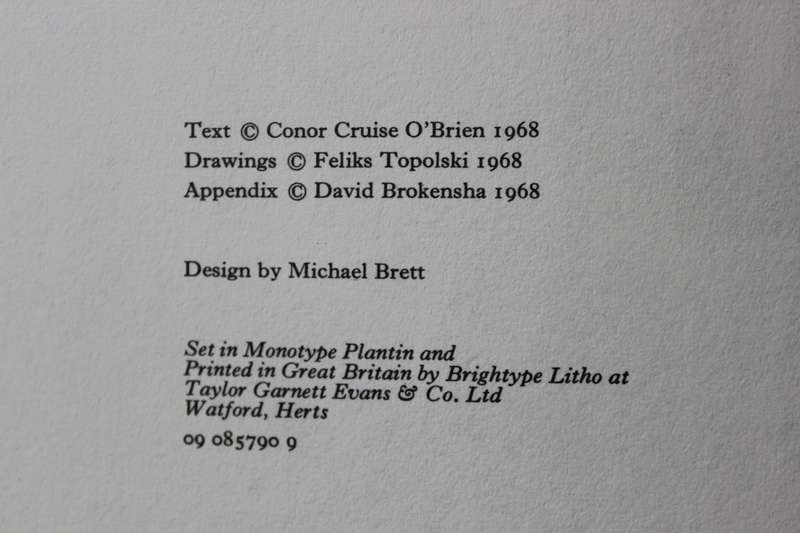 Text © Conor Cruise O'Brien 1968
Drawings © Feliks Topolski 1968
Appendix © David Brokensha 1968
Design by Michael Brett
Set in Monotype Plantin and
Printed in Great Britain by Brightype Litho at
Taylor Garnett Evans & Co. Ltd
Watford, Herts
09 085790 9